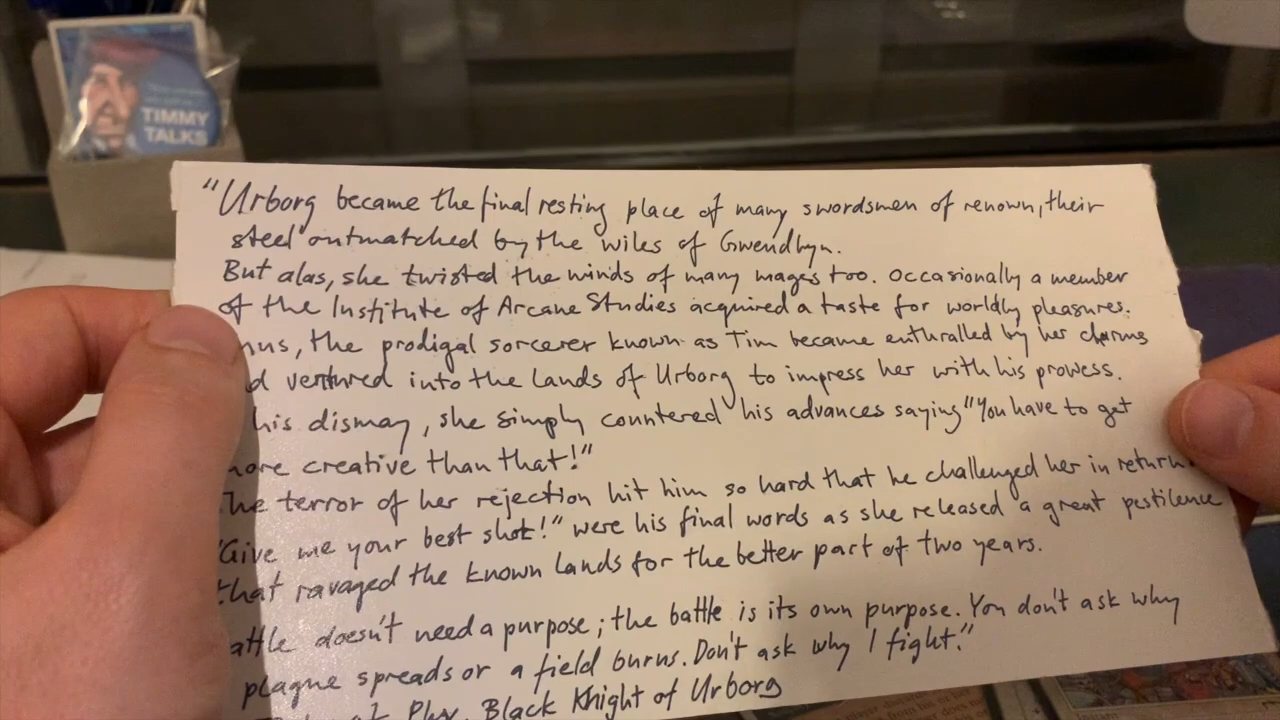 TIMMY
TALKS
"Urborg became the final resting place of many swordsmen of renown, their
steel outmatched by the wiles of Gwendlyn.
But alas, she twisted the minds of many mages too. Occasionally a member
of the Institute of Arcane Studies acquired a taste for worldly pleasures.
hus, the prodigal sorcerer known as Tim became enthralled by her charms
d ventured into the lands of Urborg to impress her with his prowess.
his dismay, she simply countered his advances saying "You have to get
more creative than that!"
The terror of her rejection hit him so hard that he challenged her in return.
"Give me your best shot!" were his final words as she released a great pestilence
that ravaged the known lands for the better part of two years.
attle doesn't need a purpose; the battle is its own purpose. You don't ask why
plague spreads or a field burns. Don't ask why I fight."
Black Knight of Urborg